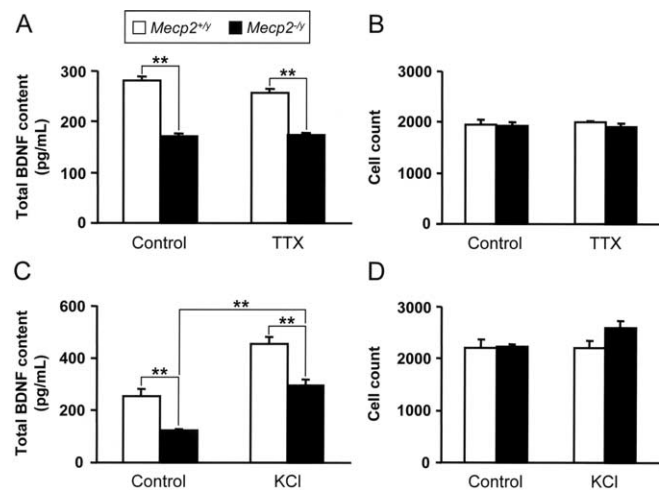 A
Mecp2+/y Mecp2-/y
B
Total BDNF content
(pg/mL)
300
200
100
0
**
**
Control TTX
Cell count
3000
2000
1000
0
Control TTX
C
D
Total BDNF content
(pg/mL)
600
400
200
0
**
**
**
Control KCl
Cell count
3000
2000
1000
0
Control KCl